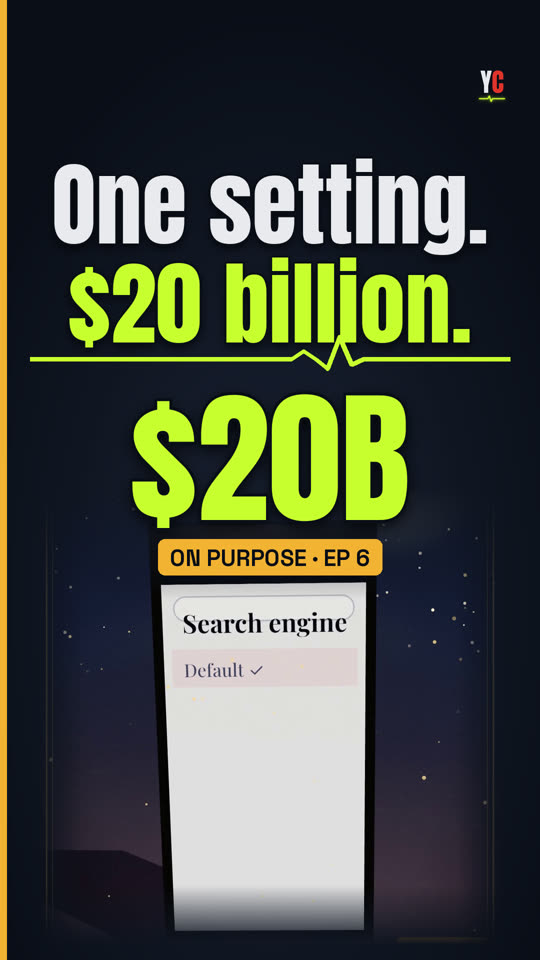 YC
One setting.
$20 billion.
$20B
ON PURPOSE · EP 6
Search engine
Default ✓